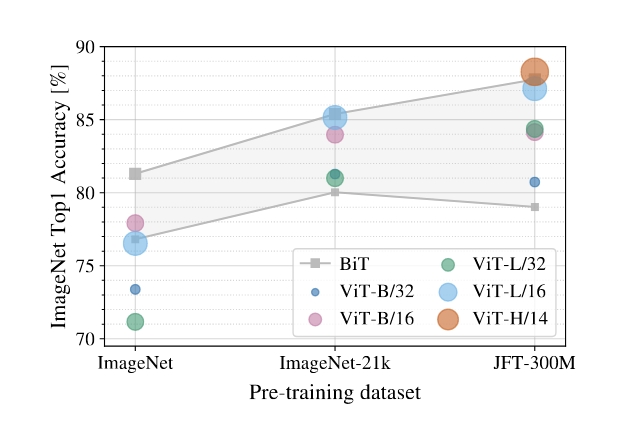 ImageNet Top1 Accuracy [%]
90
85
80
75
70
BiT
ViT-B/32
ViT-B/16
ViT-L/32
ViT-L/16
ViT-H/14
ImageNet
ImageNet-21k
JFT-300M
Pre-training dataset